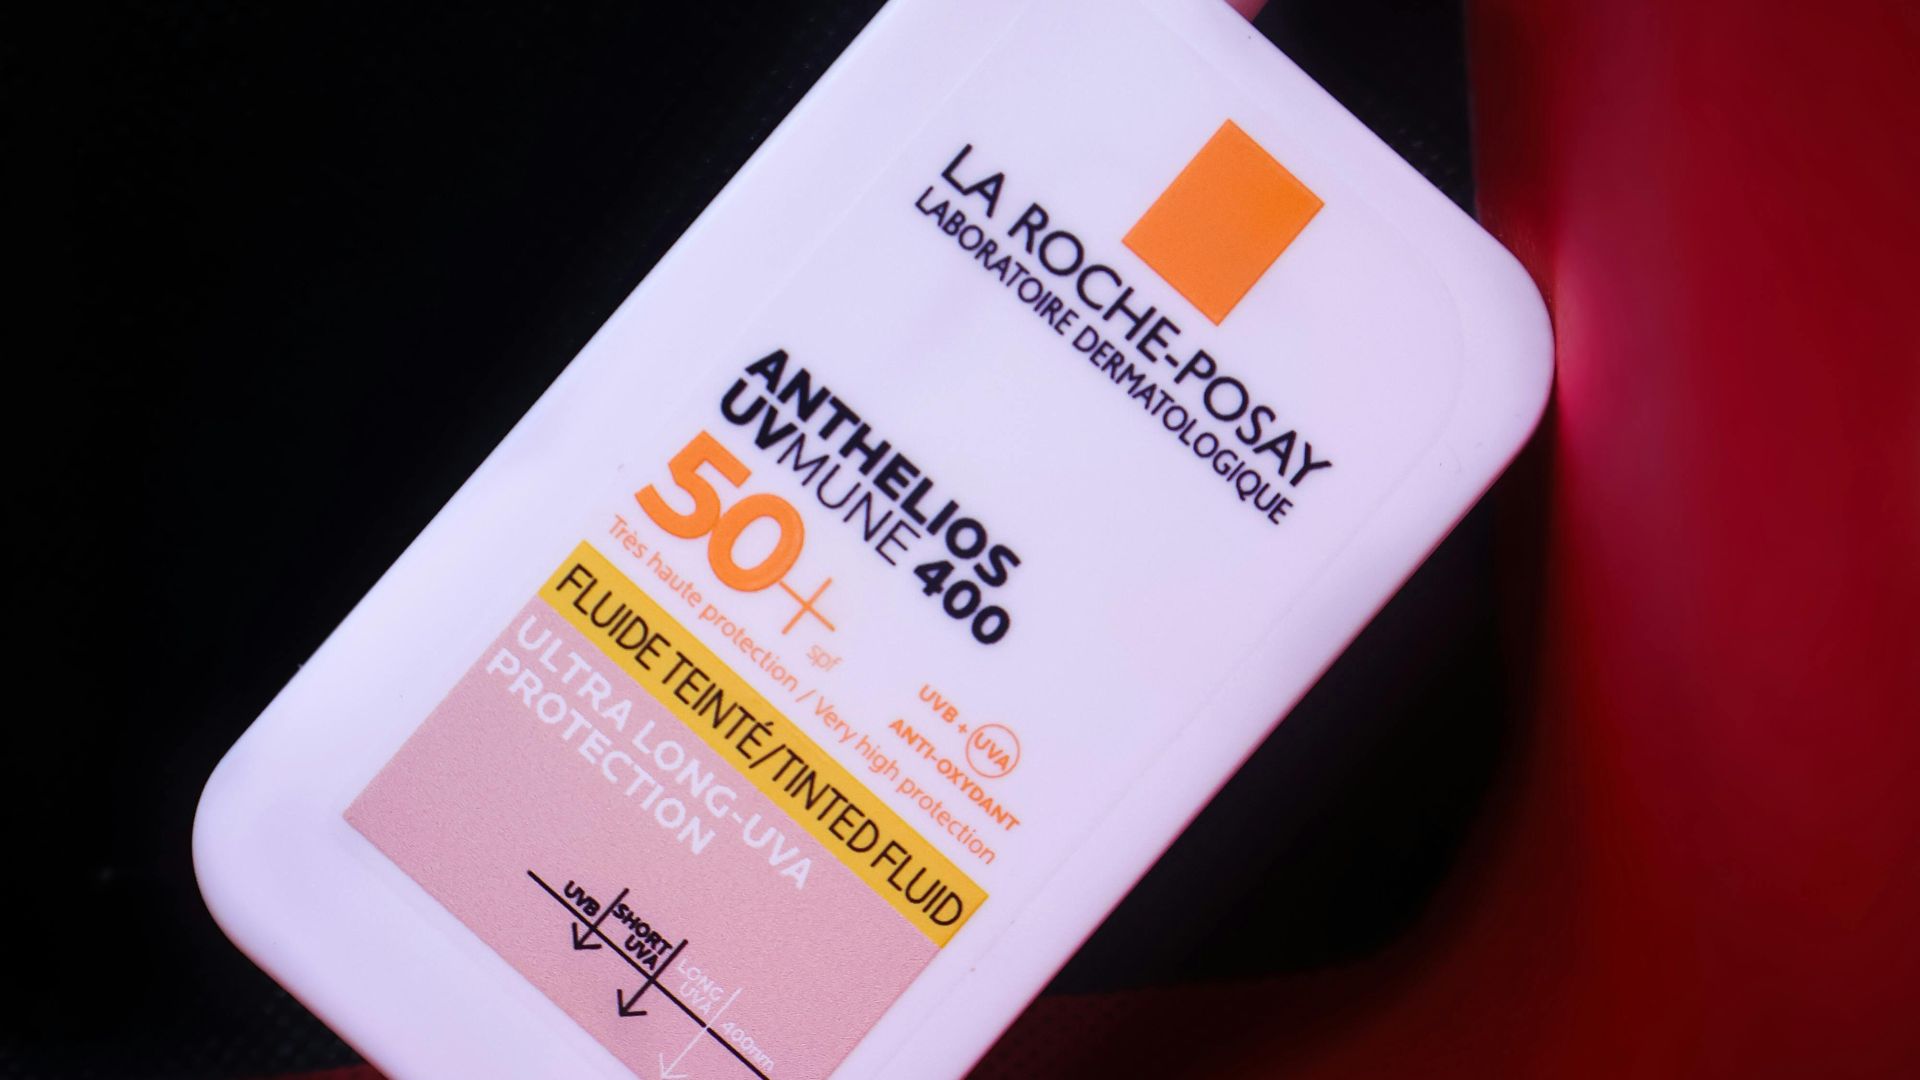 LA ROCHE-POSAY
LABORATOIRE DERMATOLOGIQUE
ANTHELIOS
UVMUNE 400
50+ spf
UVB + UVA
ANTI-OXYDANT
Très haute protection / Very high protection
FLUIDE TEINTÉ/TINTED FLUID
ULTRA LONG-UVA
PROTECTION
UVB
SHORT
UVA
LONG
UVA
400nm